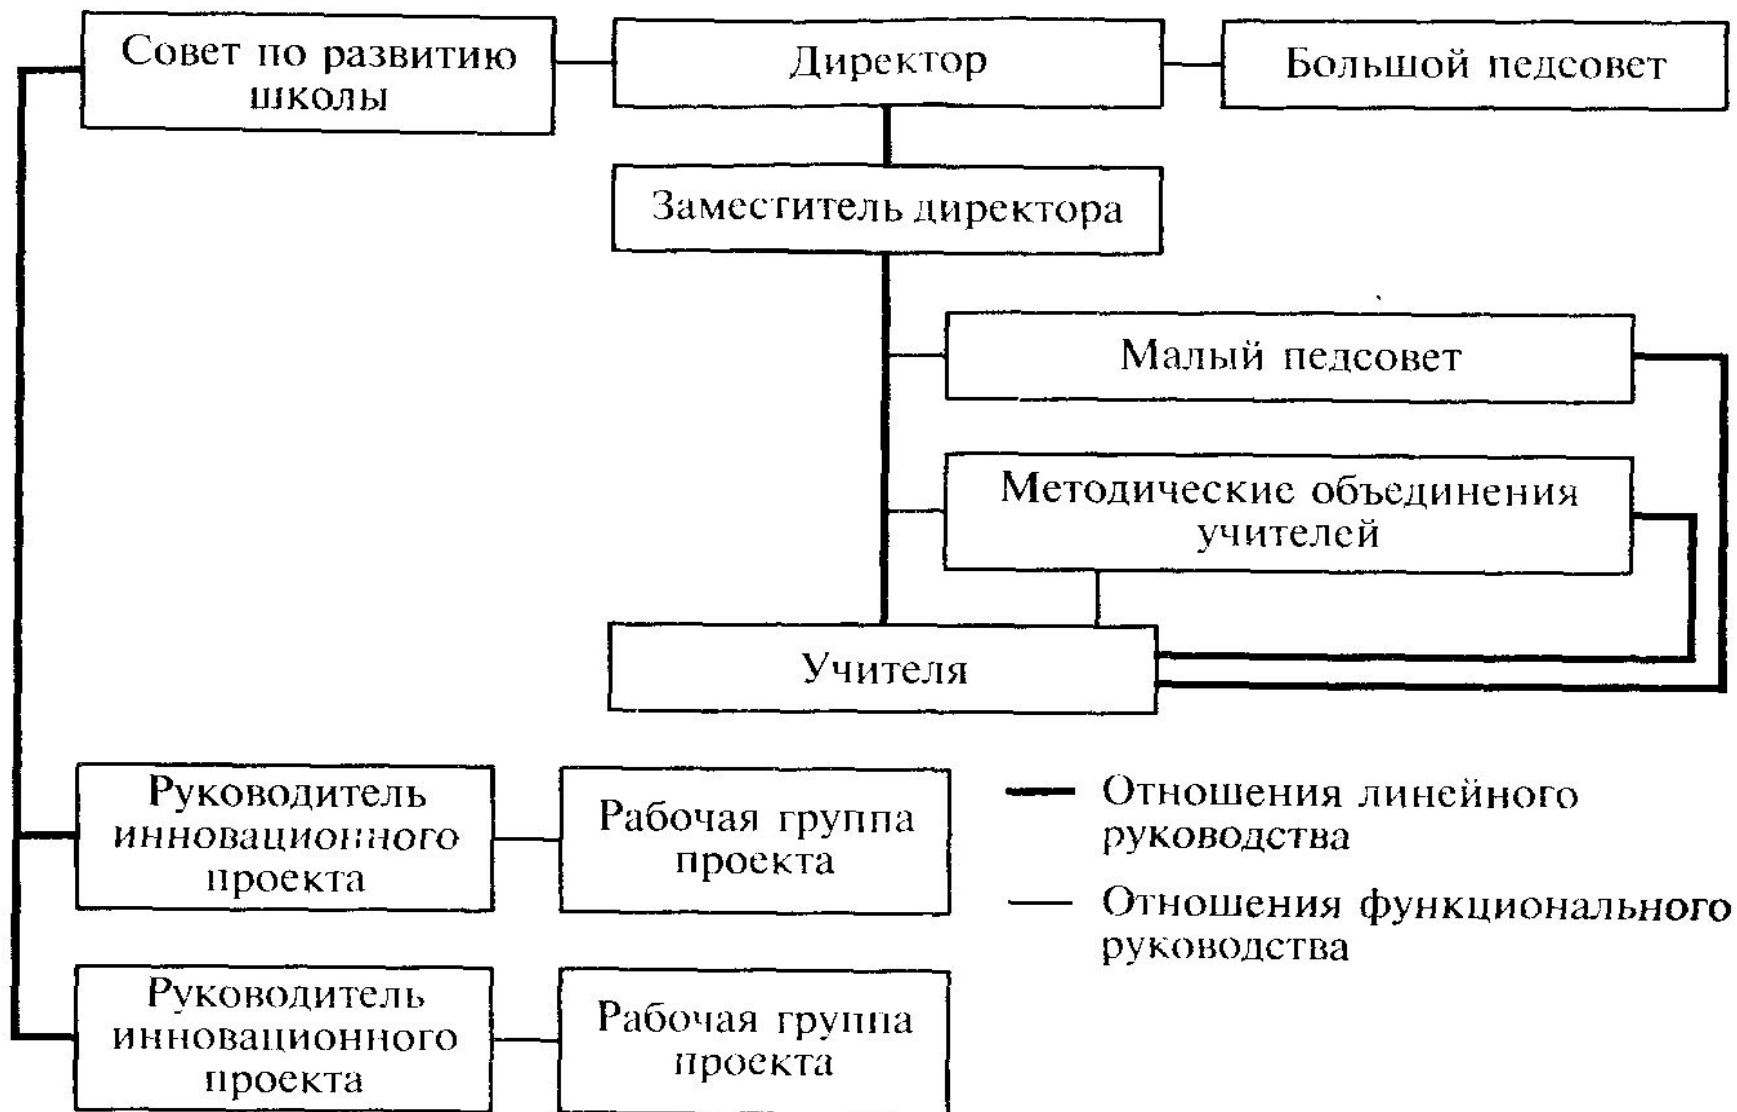 Совет по развитию
школы
Директор
Большой педсовет
Заместитель директора
Малый педсовет
Методические объединения
учителей
Учителя
Руководитель
инновационного
проекта
Рабочая группа
проекта
Отношения линейного
руководства
Отношения функционального
руководства
Руководитель
инновационного
проекта
Рабочая группа
проекта